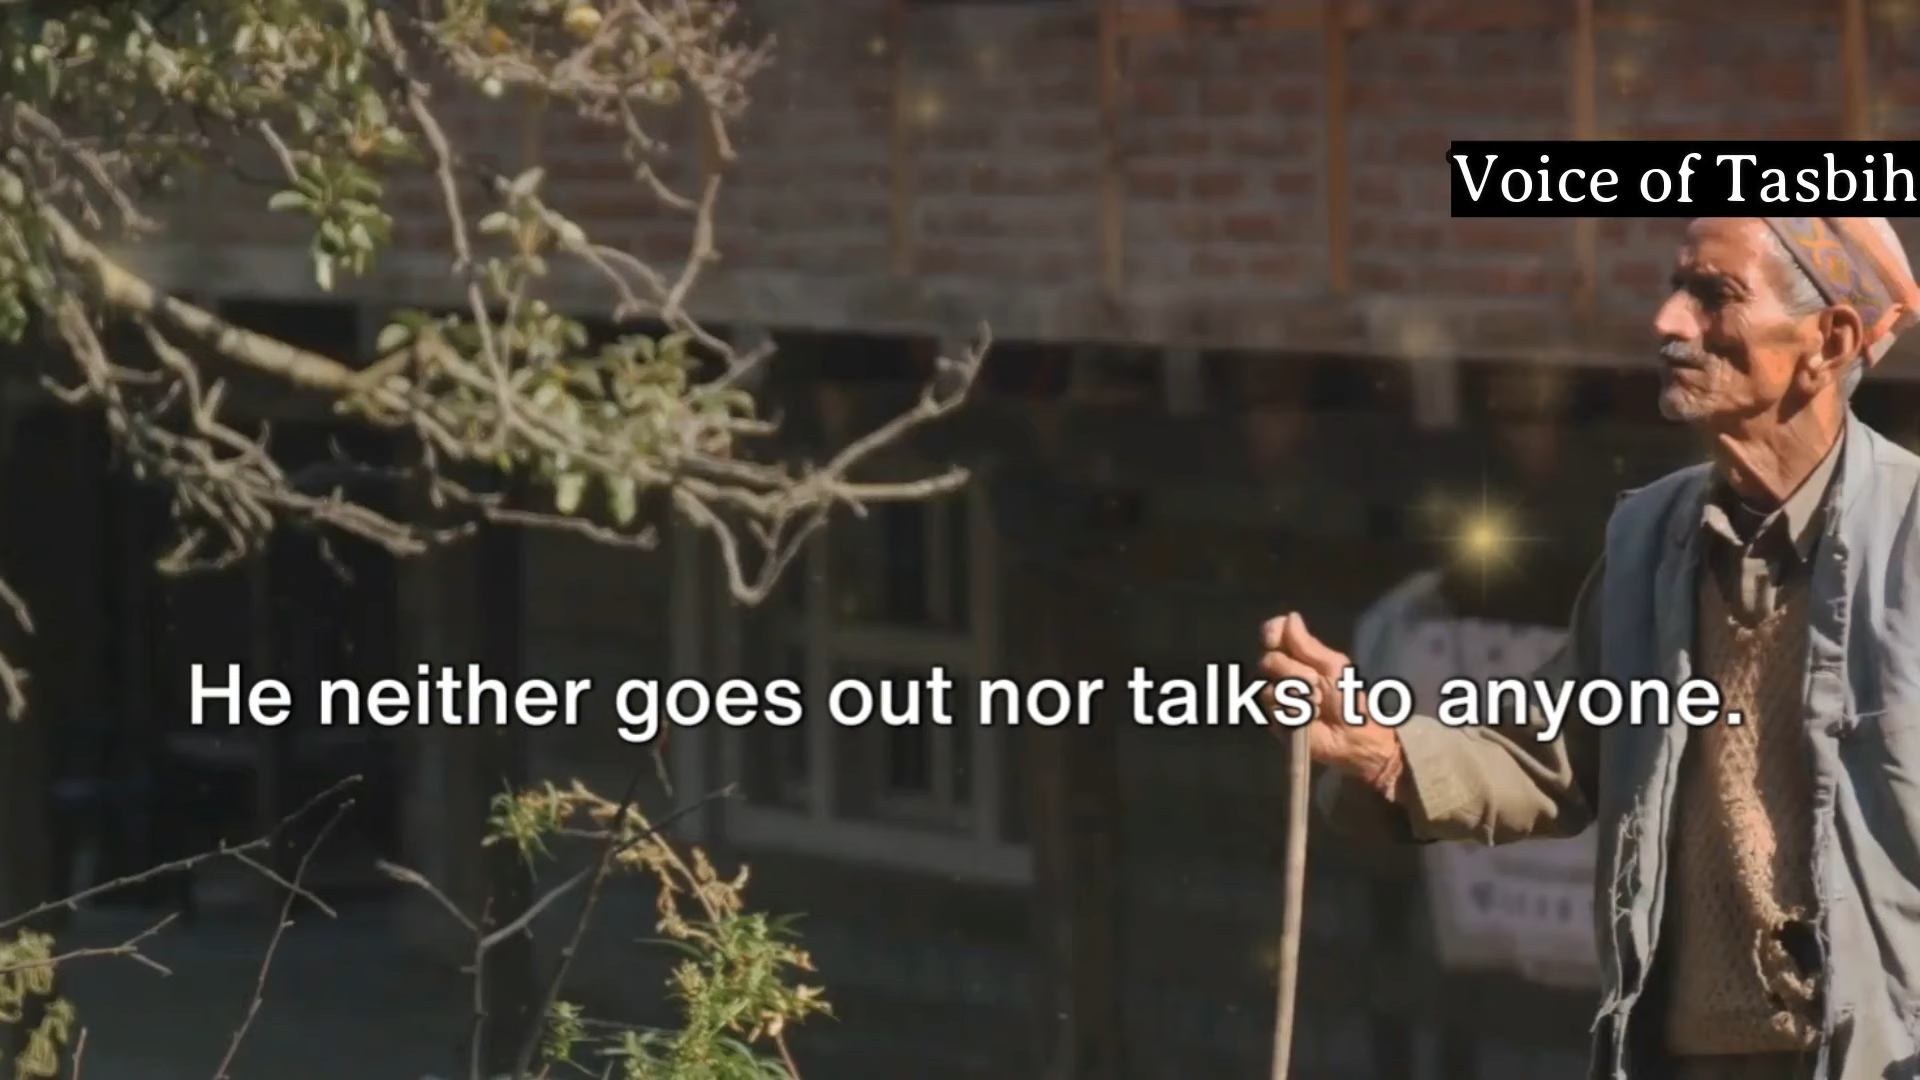 Voice of Tasbih
He neither goes out nor talks to anyone.